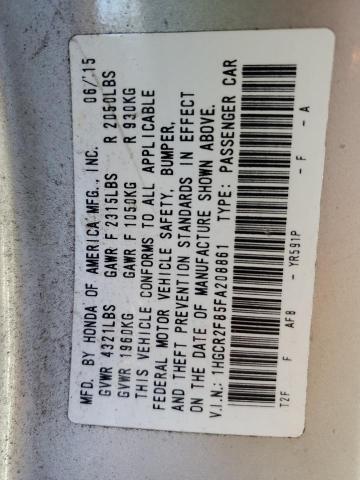 MFD. BY HONDA OF AMERICA MFG., INC. 06/15
GVWR 4321LBS GAWR F 2315LBS R 2050LBS
GVWR 1960KG GAWR F 1050KG R 930KG
THIS VEHICLE CONFORMS TO ALL APPLICABLE
FEDERAL MOTOR VEHICLE SAFETY, BUMPER,
AND THEFT PREVENTION STANDARDS IN EFFECT
ON THE DATE OF MANUFACTURE SHOWN ABOVE.
V.I.N.: 1HGCR2F85FA208861 TYPE: PASSENGER CAR
T2F F AF8 - YR591P - F - A